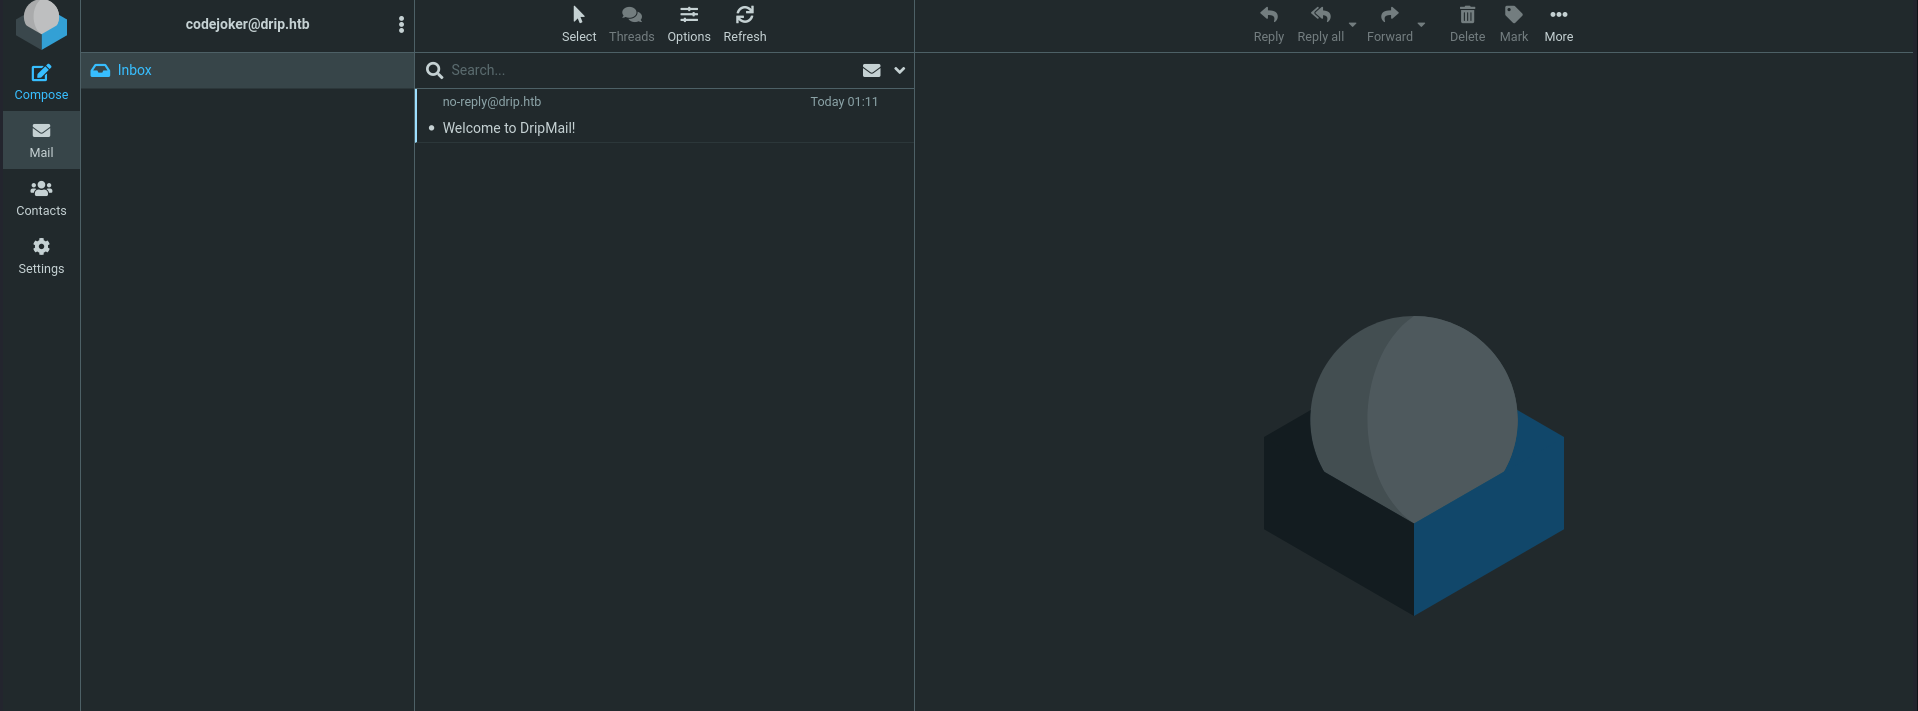 codejoker@drip.htb
Select Threads Options Refresh
Reply Reply all Forward Delete Mark More
Compose
Mail
Contacts
Settings
Inbox
Search...
no-reply@drip.htb Today 01:11
Welcome to DripMail!